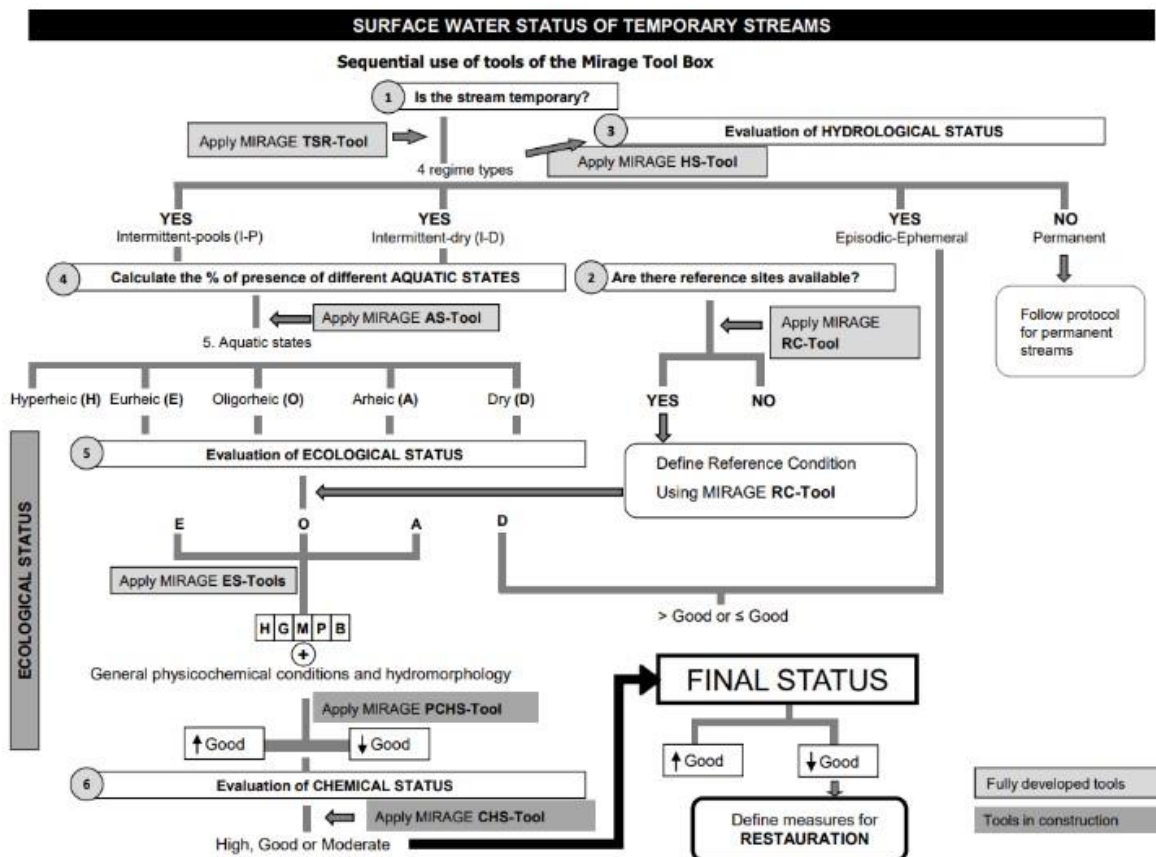 SURFACE WATER STATUS OF TEMPORARY STREAMS
Sequential use of tools of the Mirage Tool Box
1 Is the stream temporary?
Apply MIRAGE TSR-Tool
3 Evaluation of HYDROLOGICAL STATUS
4 regime types
Apply MIRAGE HS-Tool
YES
Intermittent-pools (I-P)
YES
Intermittent-dry (I-D)
YES
Episodic-Ephemeral
NO
Permanent
4 Calculate the % of presence of different AQUATIC STATES
2 Are there reference sites available?
Apply MIRAGE AS-Tool
5. Aquatic states
Apply MIRAGE
RC-Tool
Follow protocol
for permanent
streams
Hyperheic (H)
Eurheic (E)
Oligorheic (O)
Arheic (A)
Dry (D)
YES
NO
ECOLOGICAL STATUS
5 Evaluation of ECOLOGICAL STATUS
Define Reference Condition
Using MIRAGE RC-Tool
E
O
A
D
Apply MIRAGE ES-Tools
> Good or ≤ Good
H G M P B
+
General physicochemical conditions and hydromorphology
Apply MIRAGE PCHS-Tool
↑ Good
↓ Good
6 Evaluation of CHEMICAL STATUS
Apply MIRAGE CHS-Tool
High, Good or Moderate
FINAL STATUS
↑ Good
↓ Good
Define measures for
RESTAURATION
Fully developed tools
Tools in construction